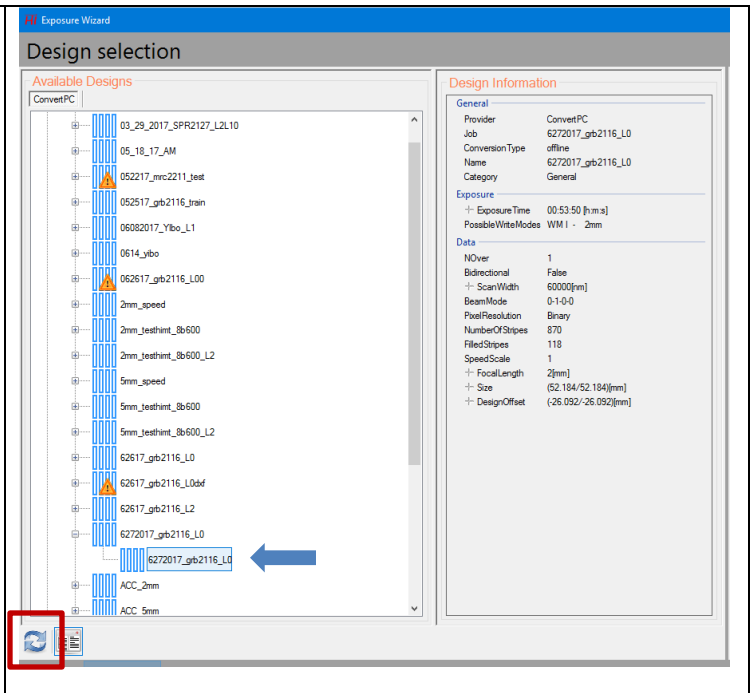 Exposure Wizard
Design selection
Available Designs
ConvertPC
03_29_2017_SPR2127_L2L10
05_18_17_AM
052217_mrc2211_test
052517_grb2116_train
06082017_Yibo_L1
0614_yibo
062617_grb2116_L00
2mm_speed
2mm_testhimt_8b600
2mm_testhimt_8b600_L2
5mm_speed
5mm_testhimt_8b600
5mm_testhimt_8b600_L2
62617_grb2116_L0
62617_grb2116_L0dxf
62617_grb2116_L2
6272017_grb2116_L0
6272017_grb2116_L0
ACC_2mm
ACC_5mm
Design Information
General
Provider ConvertPC
Job 6272017_grb2116_L0
ConversionType offline
Name 6272017_grb2116_L0
Category General
Exposure
ExposureTime 00:53:50 [h:m:s]
PossibleWriteModes WM I - 2mm
Data
NOver 1
Bidirectional False
ScanWidth 60000[nm]
BeamMode 0-1-0-0
PixelResolution Binary
NumberOfStripes 870
FilledStripes 118
SpeedScale 1
FocalLength 2[mm]
Size (52.184/52.184)[mm]
DesignOffset (-26.092/-26.092)[mm]